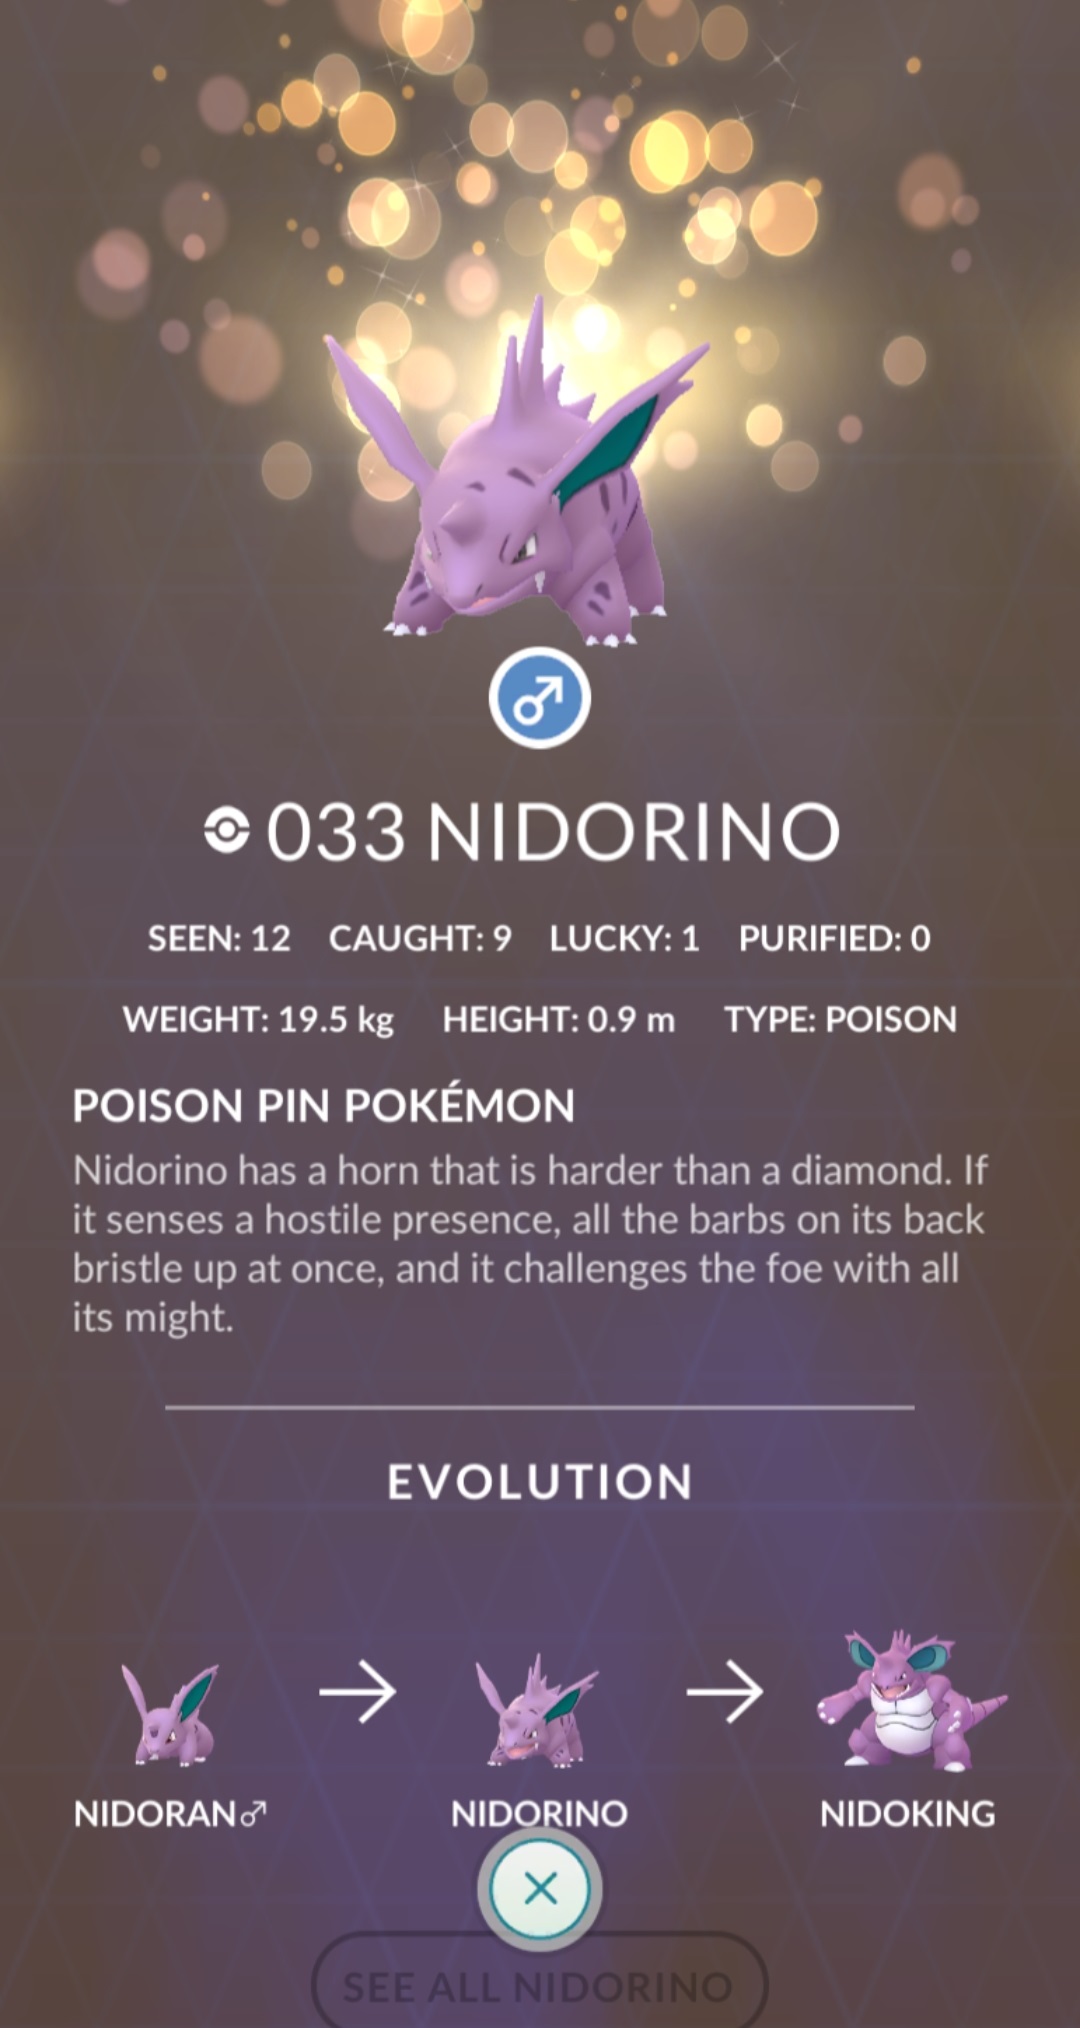 033 NIDORINO
SEEN: 12 CAUGHT: 9 LUCKY: 1 PURIFIED: 0
WEIGHT: 19.5 kg HEIGHT: 0.9 m TYPE: POISON
POISON PIN POKÉMON
Nidorino has a horn that is harder than a diamond. If
it senses a hostile presence, all the barbs on its back
bristle up at once, and it challenges the foe with all
its might.
EVOLUTION
NIDORAN♂ NIDORINO NIDOKING
SEE ALL NIDORINO